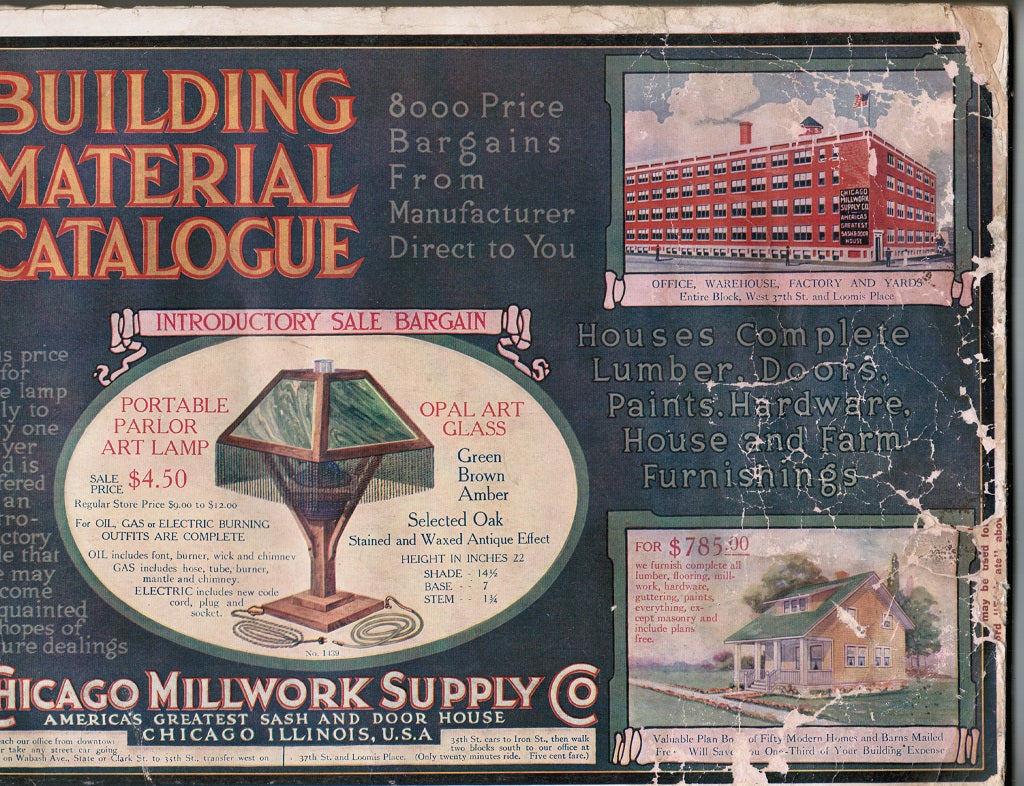 BUILDING
MATERIAL
CATALOGUE
8000 Price
Bargains
From
Manufacturer
Direct to You
CHICAGO
MILLWORK
SUPPLY CO.
AMERICA'S
GREATEST
SASH & DOOR
HOUSE
OFFICE, WAREHOUSE, FACTORY AND YARDS
Entire Block, West 37th St. and Loomis Place
INTRODUCTORY SALE BARGAIN
Houses Complete
Lumber, Doors,
Paints, Hardware,
House and Farm
Furnishings
is price
for
e lamp
ly to
y one
yer
d is
fered
an
tro-
ctory
le that
e may
come
quainted
hopes of
ure dealings
PORTABLE
PARLOR
ART LAMP
SALE PRICE $4.50
Regular Store Price $9.00 to $12.00
For OIL, GAS or ELECTRIC BURNING
OUTFITS ARE COMPLETE
OIL includes font, burner, wick and chimney
GAS includes hose, tube, burner,
mantle and chimney.
ELECTRIC includes new code
cord, plug and
socket.
OPAL ART
GLASS
Green
Brown
Amber
Selected Oak
Stained and Waxed Antique Effect
HEIGHT IN INCHES 22
SHADE - 14½
BASE - - 7
STEM - - 1¾
No. 1439
FOR $785.00
we furnish complete all
lumber, flooring, mill-
work, hardware,
guttering, paints,
everything, ex-
cept masonry and
include plans
free.
may be used fo
ate" abov
CHICAGO MILLWORK SUPPLY CO
AMERICA'S GREATEST SASH AND DOOR HOUSE
CHICAGO ILLINOIS, U.S.A
each our office from downtown
r take any street car going
on Wabash Ave., State or Clark St. to 35th St., transfer west on
35th St. cars to Iron St., then walk
two blocks south to our office at
37th St. and Loomis Place. (Only twenty minutes ride. Five cent fare.)
Valuable Plan Bo of Fifty Modern Homes and Barns Mailed
Fre Will Save ou One-Third of Your Building Expense